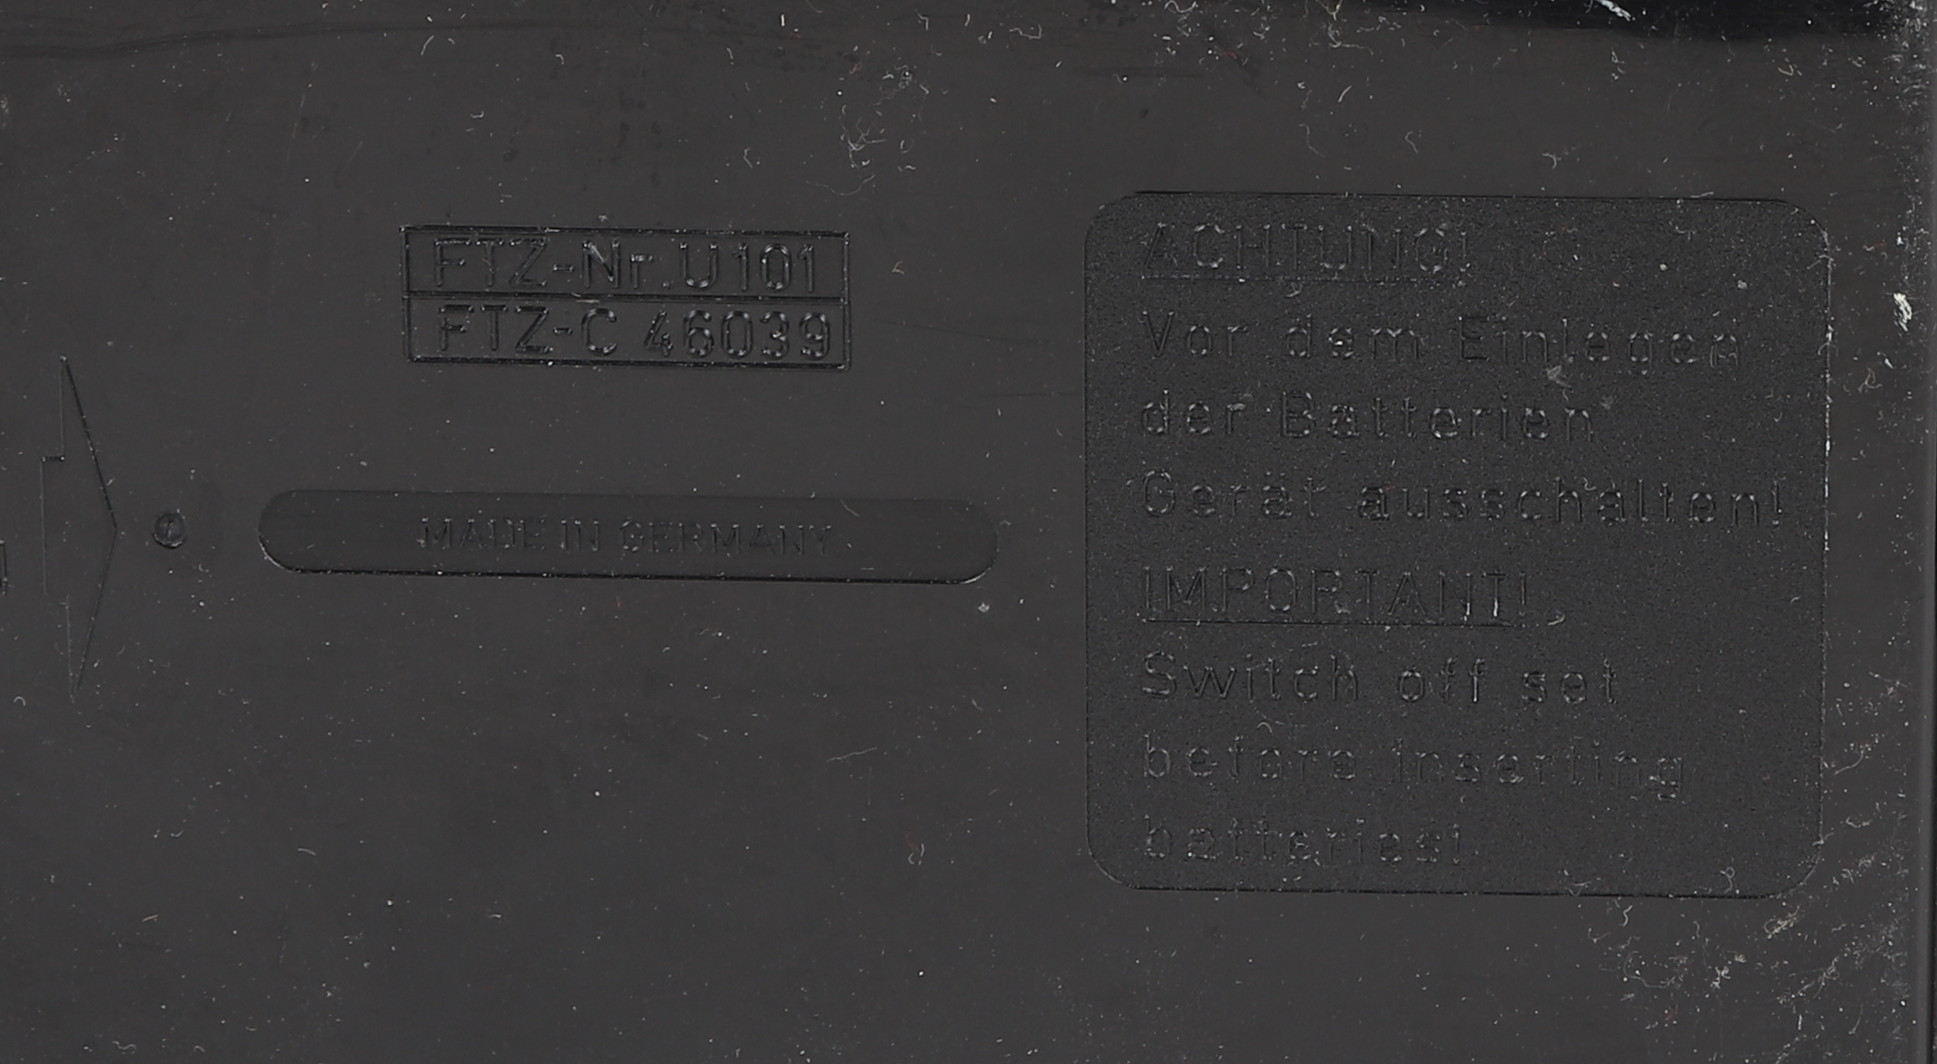 FTZ-Nr. U101
FTZ-C 46039
MADE IN GERMANY
ACHTUNG!
Vor dem Einlegen
der Batterien
Gerät ausschalten!
IMPORTANT!
Switch off set
before inserting
batteries!